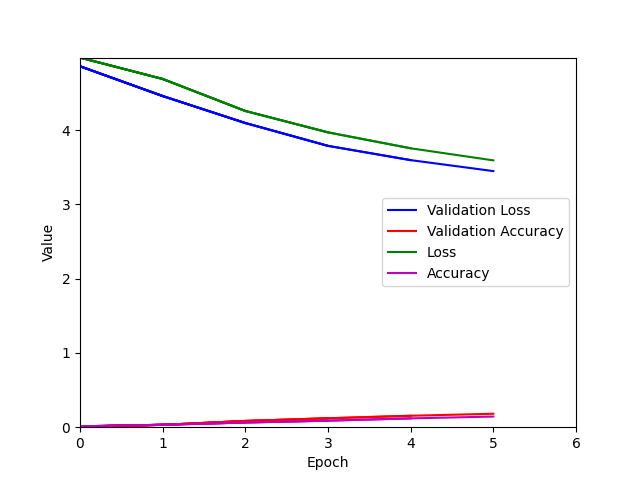 4
3
2
1
0
Value
Validation Loss
Validation Accuracy
Loss
Accuracy
0 1 2 3 4 5 6
Epoch